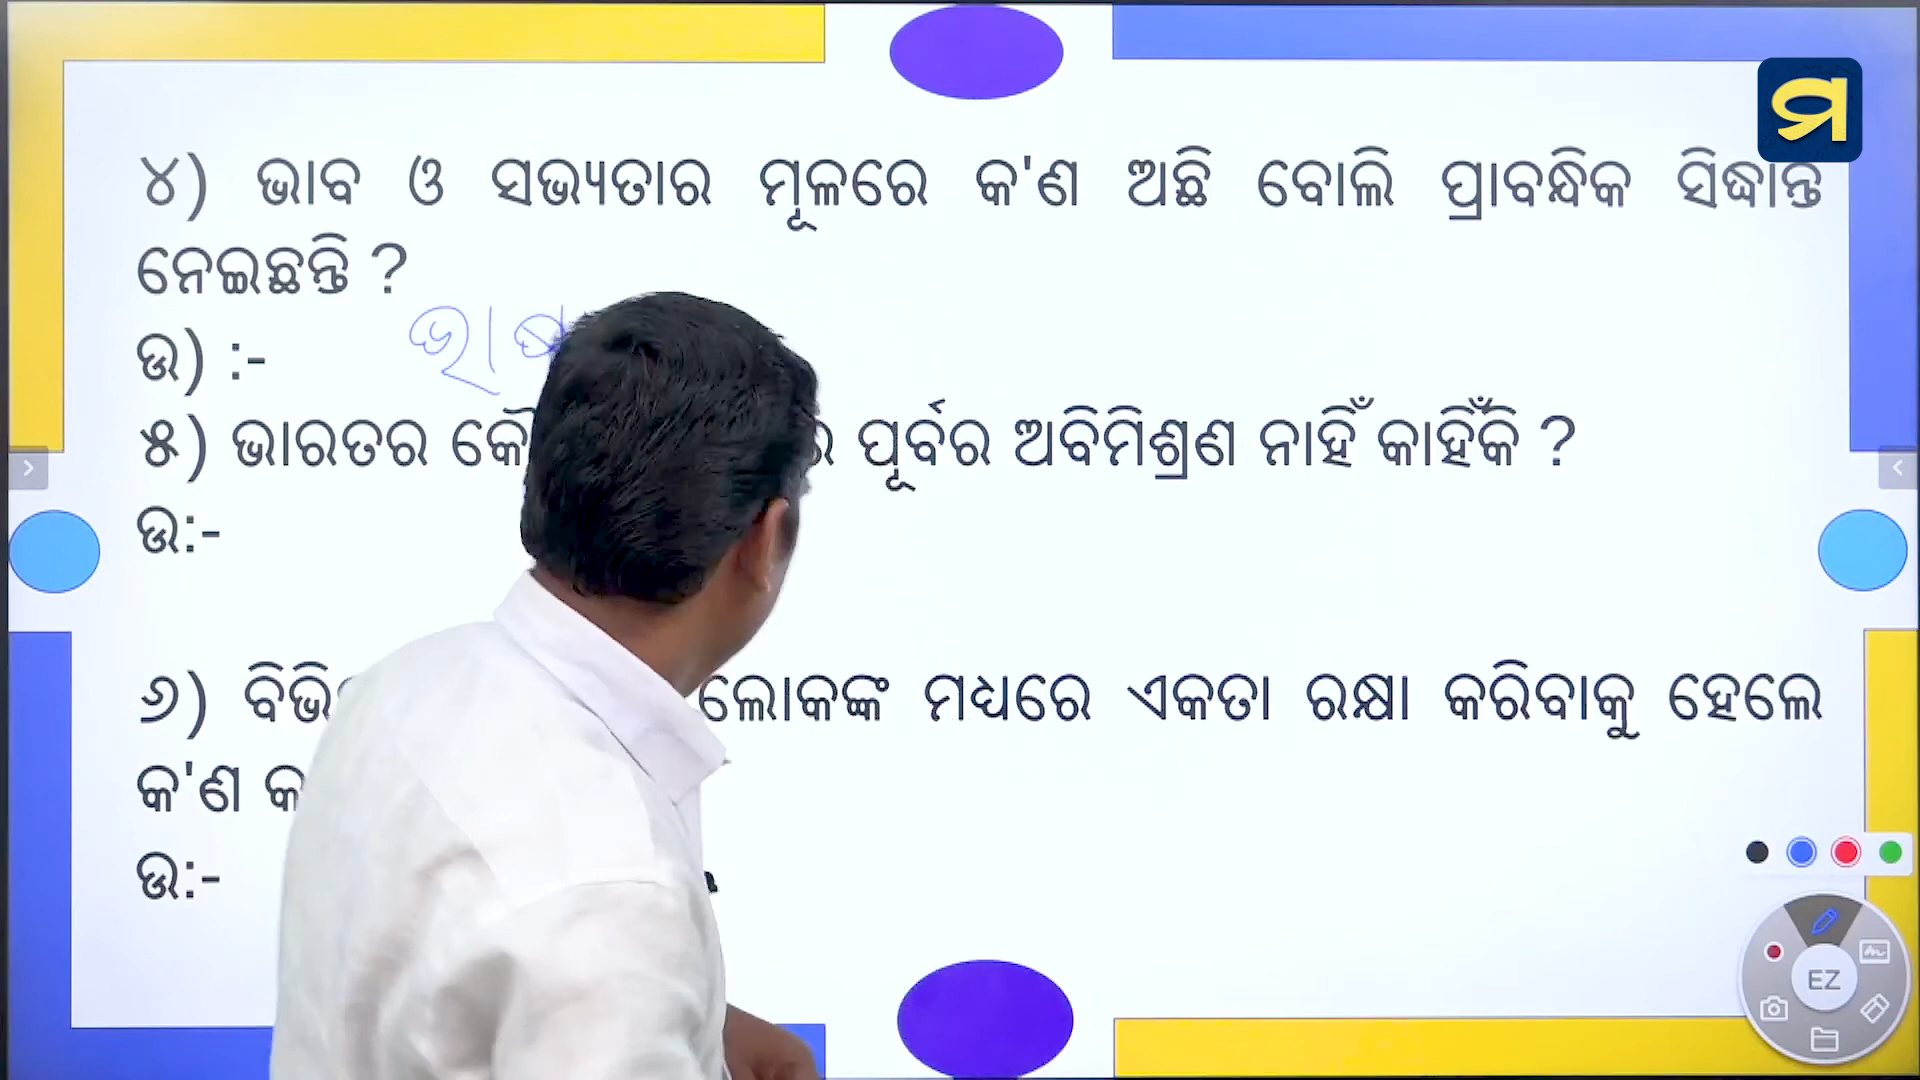 ୪) ଭାବ ଓ ସଭ୍ୟତାର ମୂଳରେ କ'ଣ ଅଛି ବୋଲି ପ୍ରାବନ୍ଧିକ ସିଦ୍ଧାନ୍ତ
ନେଇଛନ୍ତି ?
ଉ) :- ଭାଷ
୫) ଭାରତର ପୂର୍ବର ଅବିମିଶ୍ରଣ ନାହିଁ କାହିଁକି ?
ଉ:-
୬) ଲୋକଙ୍କ ମଧ୍ୟରେ ଏକତା ରକ୍ଷା କରିବାକୁ ହେଲେ
କ'ଣ
ଉ:-
ମ
EZ